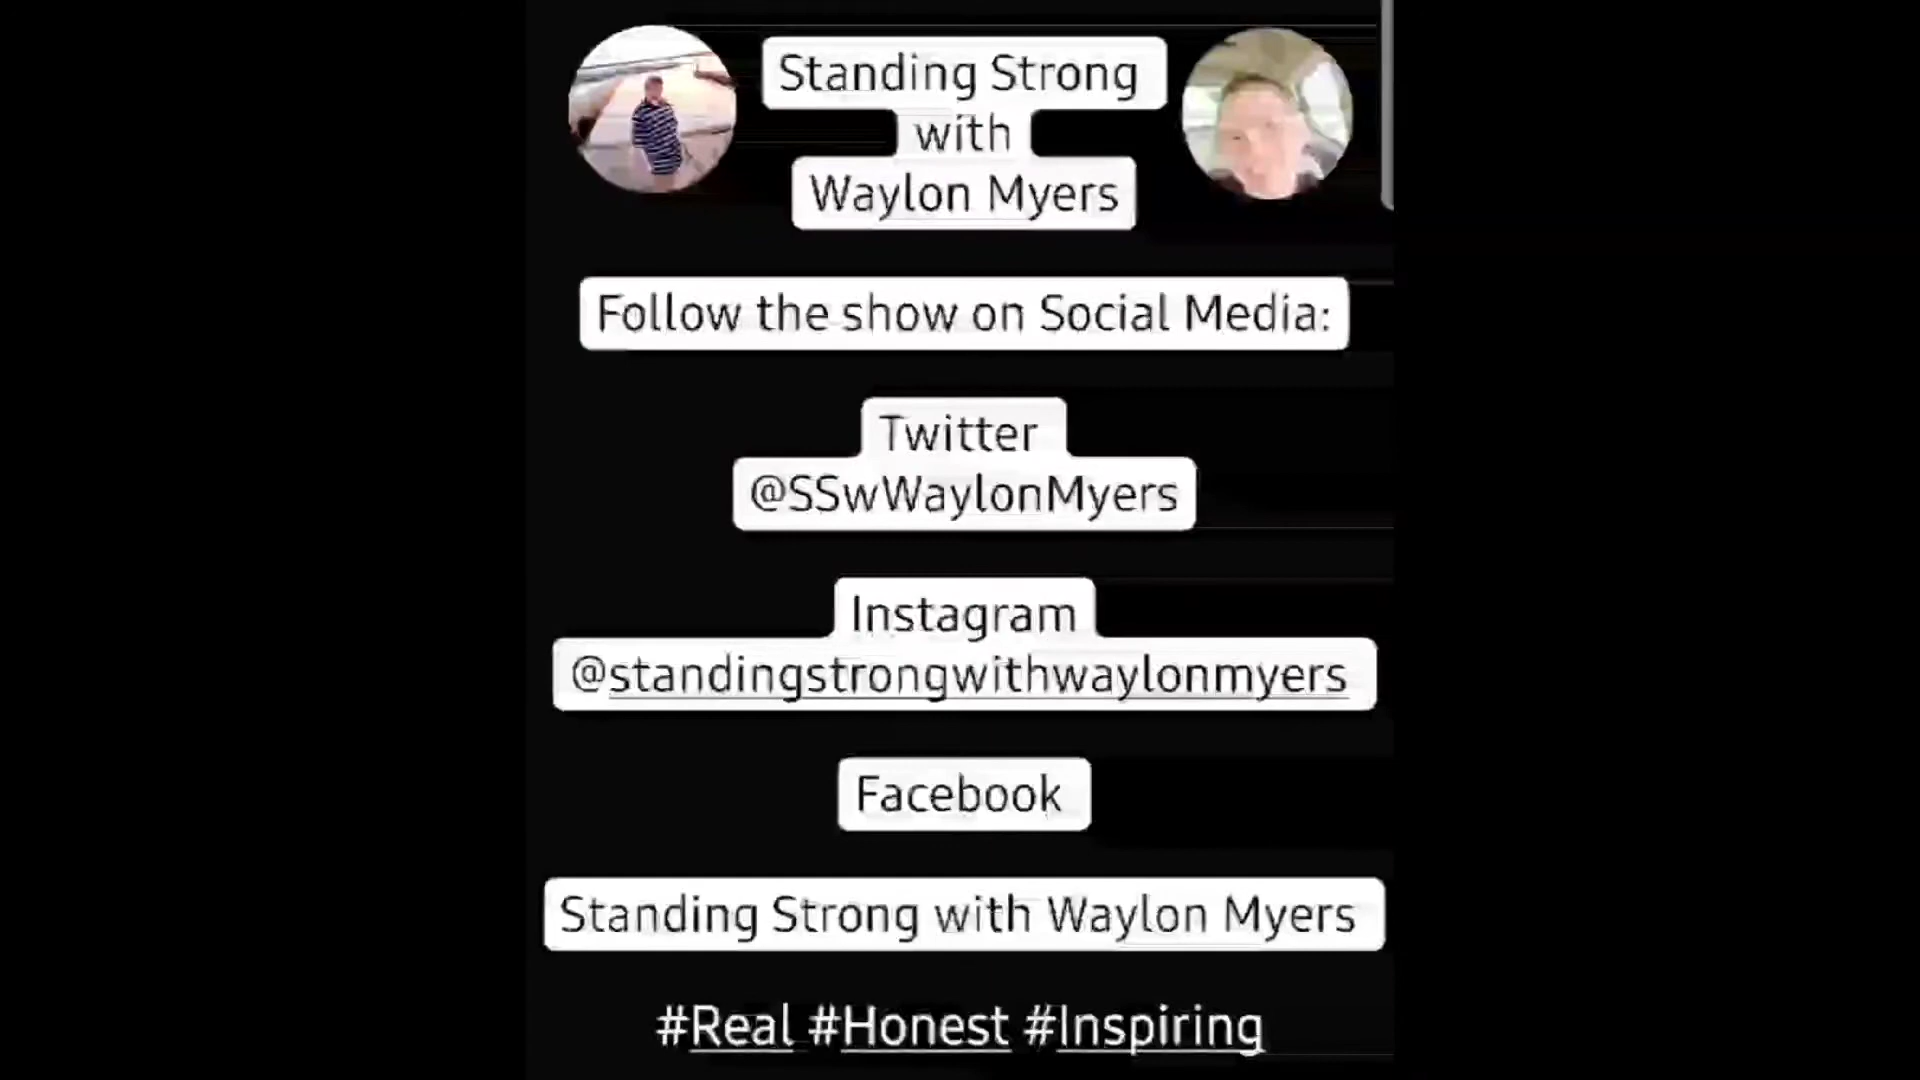 Standing Strong
with
Waylon Myers
Follow the show on Social Media:
Twitter
@SSwWaylonMyers
Instagram
@standingstrongwithwaylonmyers
Facebook
Standing Strong with Waylon Myers
#Real #Honest #Inspiring